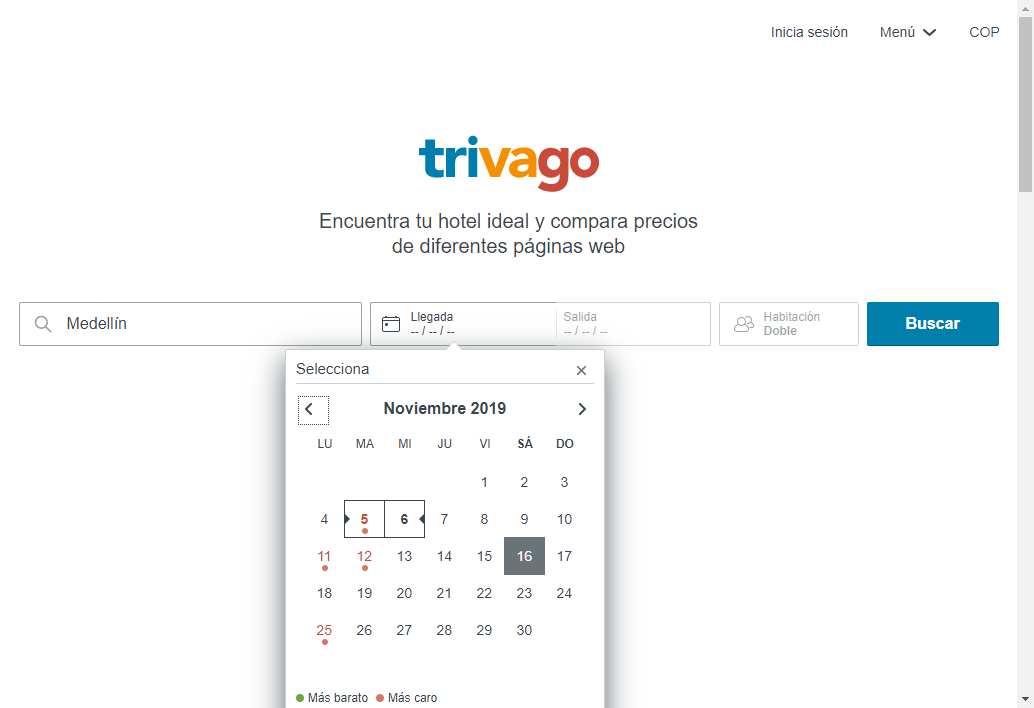 Inicia sesión Menú COP
trivago
Encuentra tu hotel ideal y compara precios
de diferentes páginas web
Medellín
Llegada
-- / -- / --
Salida
-- / -- / --
Habitación
Doble
Buscar
Selecciona
Noviembre 2019
LU MA MI JU VI SÁ DO
1 2 3
4 5 6 7 8 9 10
11 12 13 14 15 16 17
18 19 20 21 22 23 24
25 26 27 28 29 30
Más barato Más caro